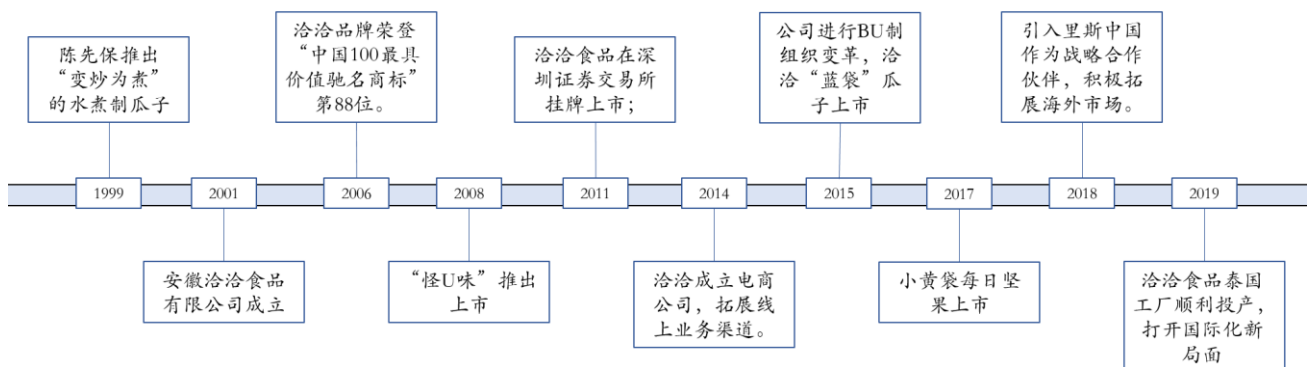 陈先保推出
“变炒为煮”
的水煮制瓜子
洽洽品牌荣登
“中国100最具
价值驰名商标”
第88位。
洽洽食品在深
圳证券交易所
挂牌上市；
公司进行BU制
组织变革，洽
洽“蓝袋”瓜
子上市
引入里斯中国
作为战略合作
伙伴，积极拓
展海外市场。
1999
2001
2006
2008
2011
2014
2015
2017
2018
2019
安徽洽洽食品
有限公司成立
“怪U味”推出
上市
洽洽成立电商
公司，拓展线
上业务渠道。
小黄袋每日坚
果上市
洽洽食品泰国
工厂顺利投产，
打开国际化新
局面